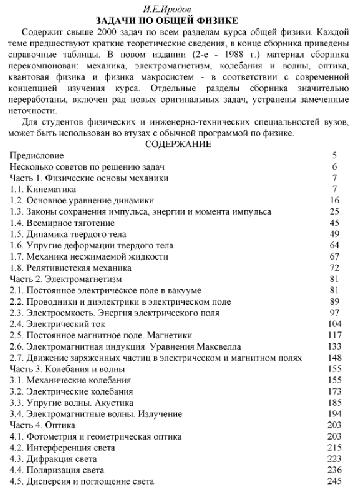 И.Е.Иродов
ЗАДАЧИ ПО ОБЩЕЙ ФИЗИКЕ
Содержит свыше 2000 задач по всем разделам курса общей физики. Каждой
теме предшествуют краткие теоретические сведения, в конце сборника приведены
справочные таблицы. В новом издании (2-е - 1988 г.) материал сборника
перекомпонован: механика, электромагнетизм, колебания и волны, оптика,
квантовая физика и физика макросистем - в соответствии с современной
концепцией изучения курса. Отдельные разделы сборника значительно
переработаны, включен ряд новых оригинальных задач, устранены замеченные
неточности.
Для студентов физических и инженерно-технических специальностей вузов,
может быть использован во втузах с обычной программой по физике.
СОДЕРЖАНИЕ
Предисловие 5
Несколько советов по решению задач 6
Часть 1. Физические основы механики 7
1.1. Кинематика 7
1.2. Основное уравнение динамики 16
1.3. Законы сохранения импульса, энергии и момента импульса 25
1.4. Всемирное тяготение 45
1.5. Динамика твердого тела 49
1.6. Упругие деформации твердого тела 64
1.7. Механика несжимаемой жидкости 67
1.8. Релятивистская механика 72
Часть 2. Электромагнетизм 81
2.1. Постоянное электрическое поле в вакууме 81
2.2. Проводники и диэлектрики в электрическом поле 89
2.3. Электроемкость. Энергия электрического поля 97
2.4. Электрический ток 104
2.5. Постоянное магнитное поле. Магнетики 117
2.6. Электромагнитная индукция. Уравнения Максвелла 133
2.7. Движение заряженных частиц в электрическом и магнитном полях 148
Часть 3. Колебания и волны 155
3.1. Механические колебания 155
3.2. Электрические колебания 173
3.3. Упругие волны. Акустика 185
3.4. Электромагнитные волны. Излучение 194
Часть 4. Оптика 203
4.1. Фотометрия и геометрическая оптика 203
4.2. Интерференция света 215
4.3. Дифракция света 223
4.4. Поляризация света 236
4.5. Дисперсия и поглощение света 245